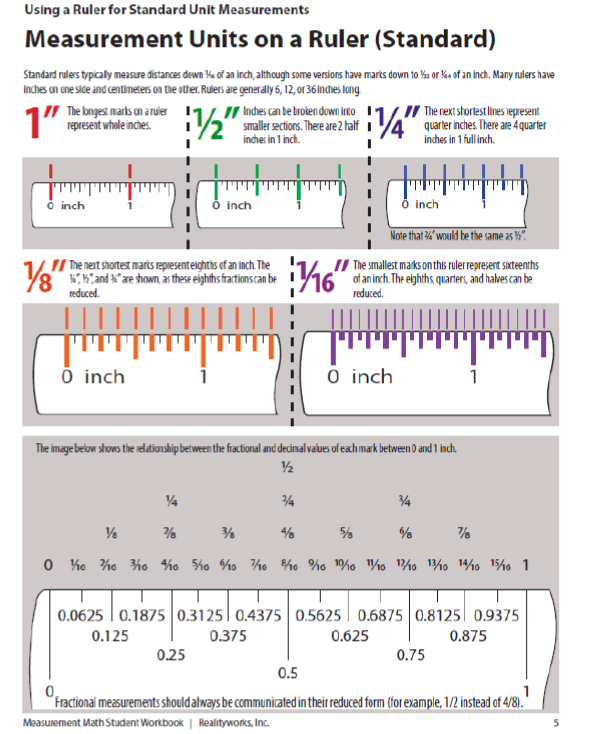 Using a Ruler for Standard Unit Measurements
Measurement Units on a Ruler (Standard)
Standard rulers typically measure distances down ¹⁄₁₆ of an inch, although some versions have marks down to ¹⁄₃₂ or ¹⁄₆₄ of an inch. Many rulers have
inches on one side and centimeters on the other. Rulers are generally 6, 12, or 36 inches long.
1”
The longest marks on a ruler
represent whole inches.
½”
Inches can be broken down into
smaller sections. There are 2 half
inches in 1 inch.
¼”
The next shortest lines represent
quarter inches. There are 4 quarter
inches in 1 full inch.
0 inch 1
0 inch 1
0 inch 1
Note that ²⁄₄” would be the same as ½”.
⅛”
The next shortest marks represent eighths of an inch. The
¼”, ½”, and ¾” are shown, as these eighths fractions can be
reduced.
¹⁄₁₆”
The smallest marks on this ruler represent sixteenths
of an inch. The eighths, quarters, and halves can be
reduced.
0 inch 1
0 inch 1
The image below shows the relationship between the fractional and decimal values of each mark between 0 and 1 inch.
½
¼ ²⁄₄ ¾
⅛ ²⁄₈ ⅜ ⁴⁄₈ ⅝ ⁶⁄₈ ⅞
0 ¹⁄₁₆ ²⁄₁₆ ³⁄₁₆ ⁴⁄₁₆ ⁵⁄₁₆ ⁶⁄₁₆ ⁷⁄₁₆ ⁸⁄₁₆ ⁹⁄₁₆ ¹⁰⁄₁₆ ¹¹⁄₁₆ ¹²⁄₁₆ ¹³⁄₁₆ ¹⁴⁄₁₆ ¹⁵⁄₁₆ 1
0.0625 0.1875 0.3125 0.4375 0.5625 0.6875 0.8125 0.9375
0.125 0.375 0.625 0.875
0.25 0.75
0.5
0 1
Fractional measurements should always be communicated in their reduced form (for example, 1/2 instead of 4/8).
Measurement Math Student Workbook | Realityworks, Inc. 5